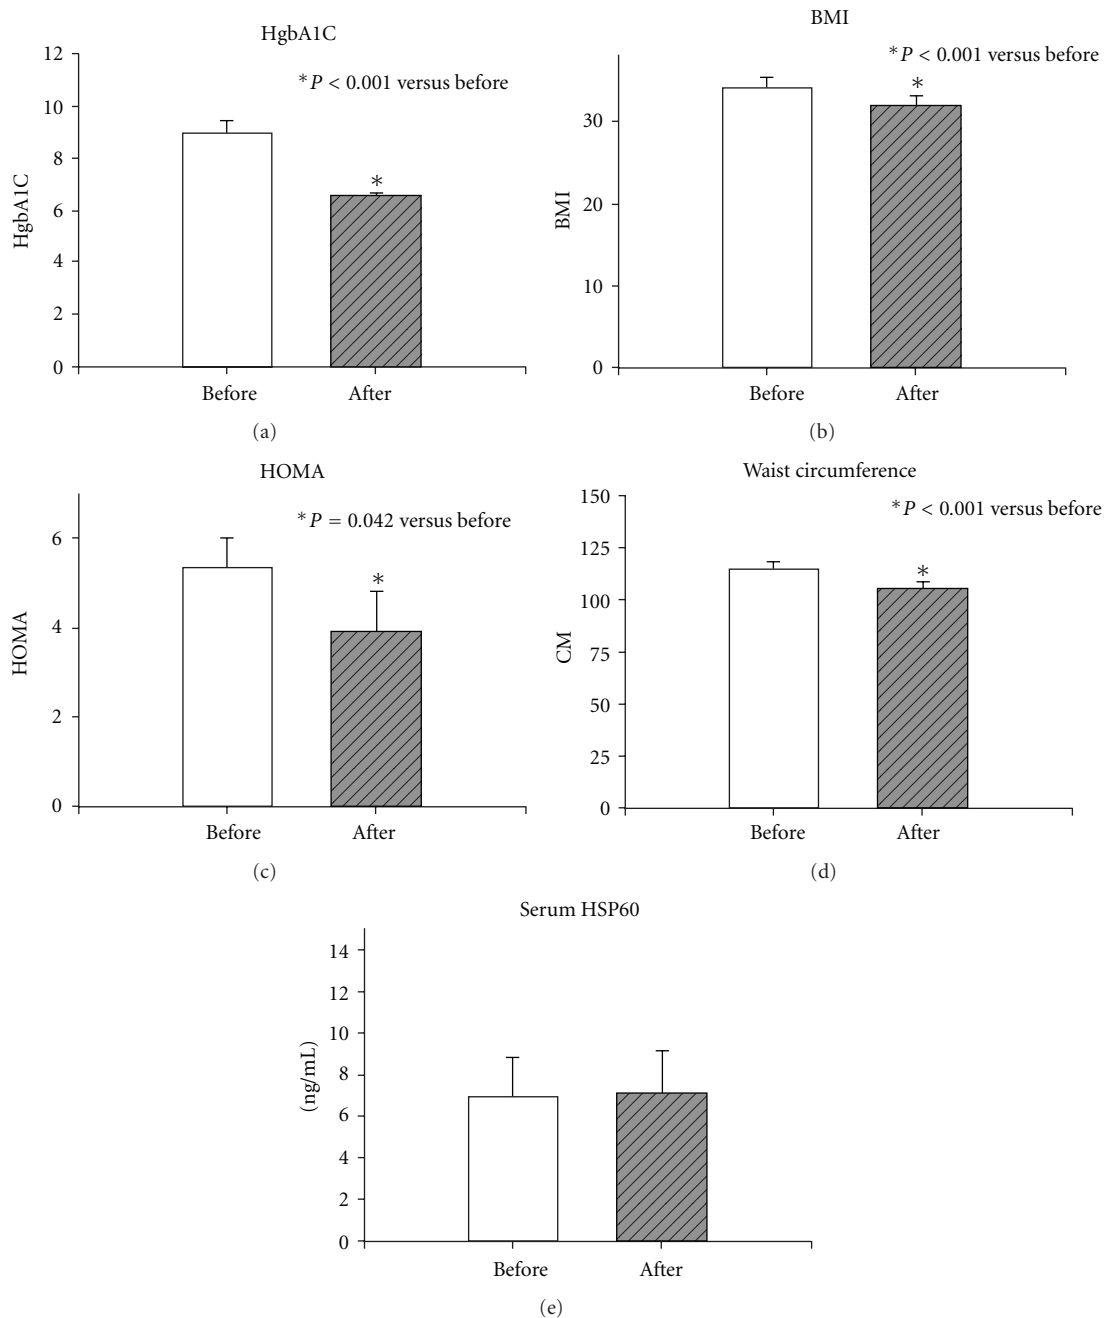 HgbA1C
*P < 0.001 versus before
12
10
8
6
4
2
0
HgbA1C
Before After
(a)
BMI
*P < 0.001 versus before
*
30
20
10
0
BMI
Before After
(b)
*
HOMA
*P = 0.042 versus before
6
4
2
0
HOMA
*
Before After
(c)
Waist circumference
*P < 0.001 versus before
150
125
100
75
50
25
0
CM
*
Before After
(d)
Serum HSP60
14
12
10
8
6
4
2
0
(ng/mL)
Before After
(e)